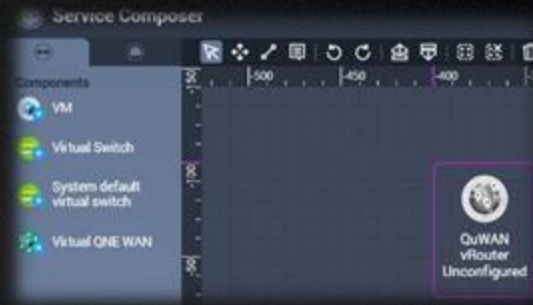 Service Composer
Components
VM
Virtual Switch
System default
virtual switch
Virtual QNE WAN
-500
-450
-400
-150
-100
-50
QuWAN
vRouter
Unconfigured